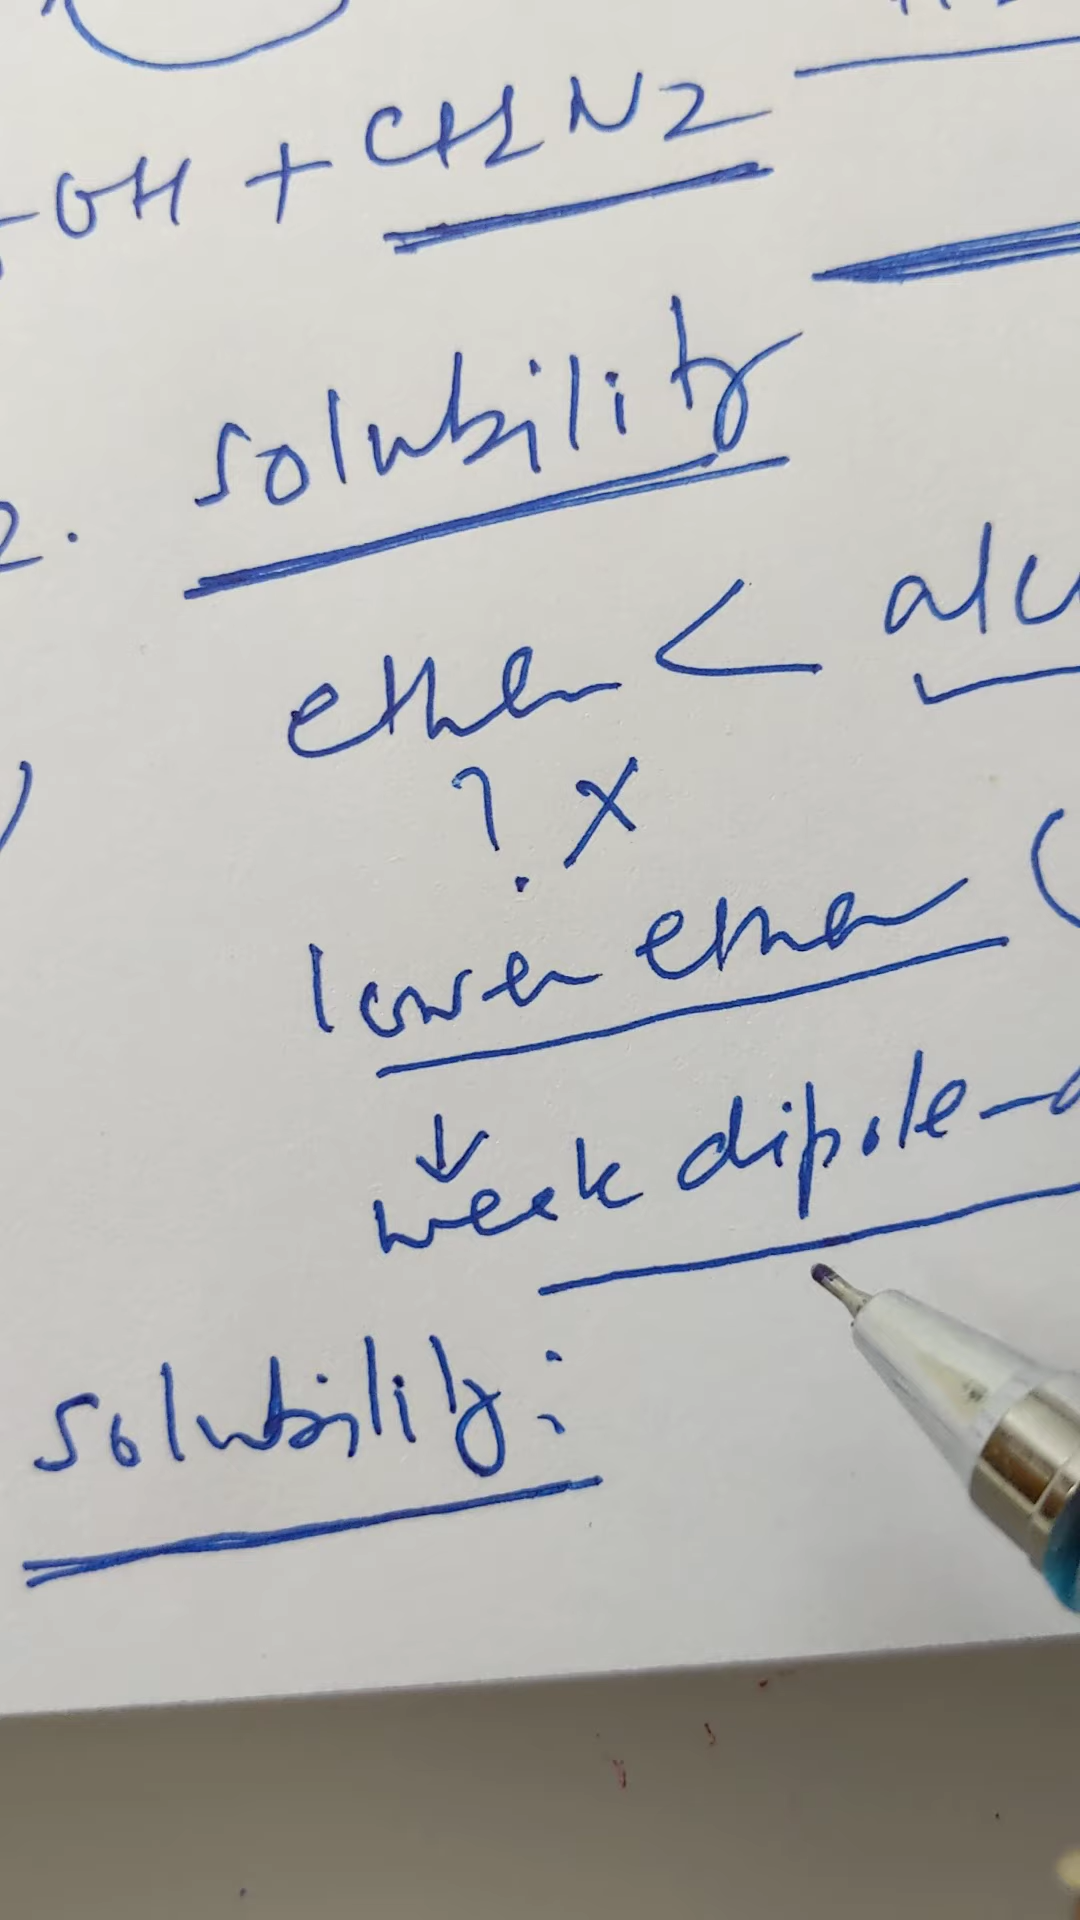 -OH + CH2N2
2. solubility
ether < alc
? X
lower ether (
↓
week dipole-d
solubility: